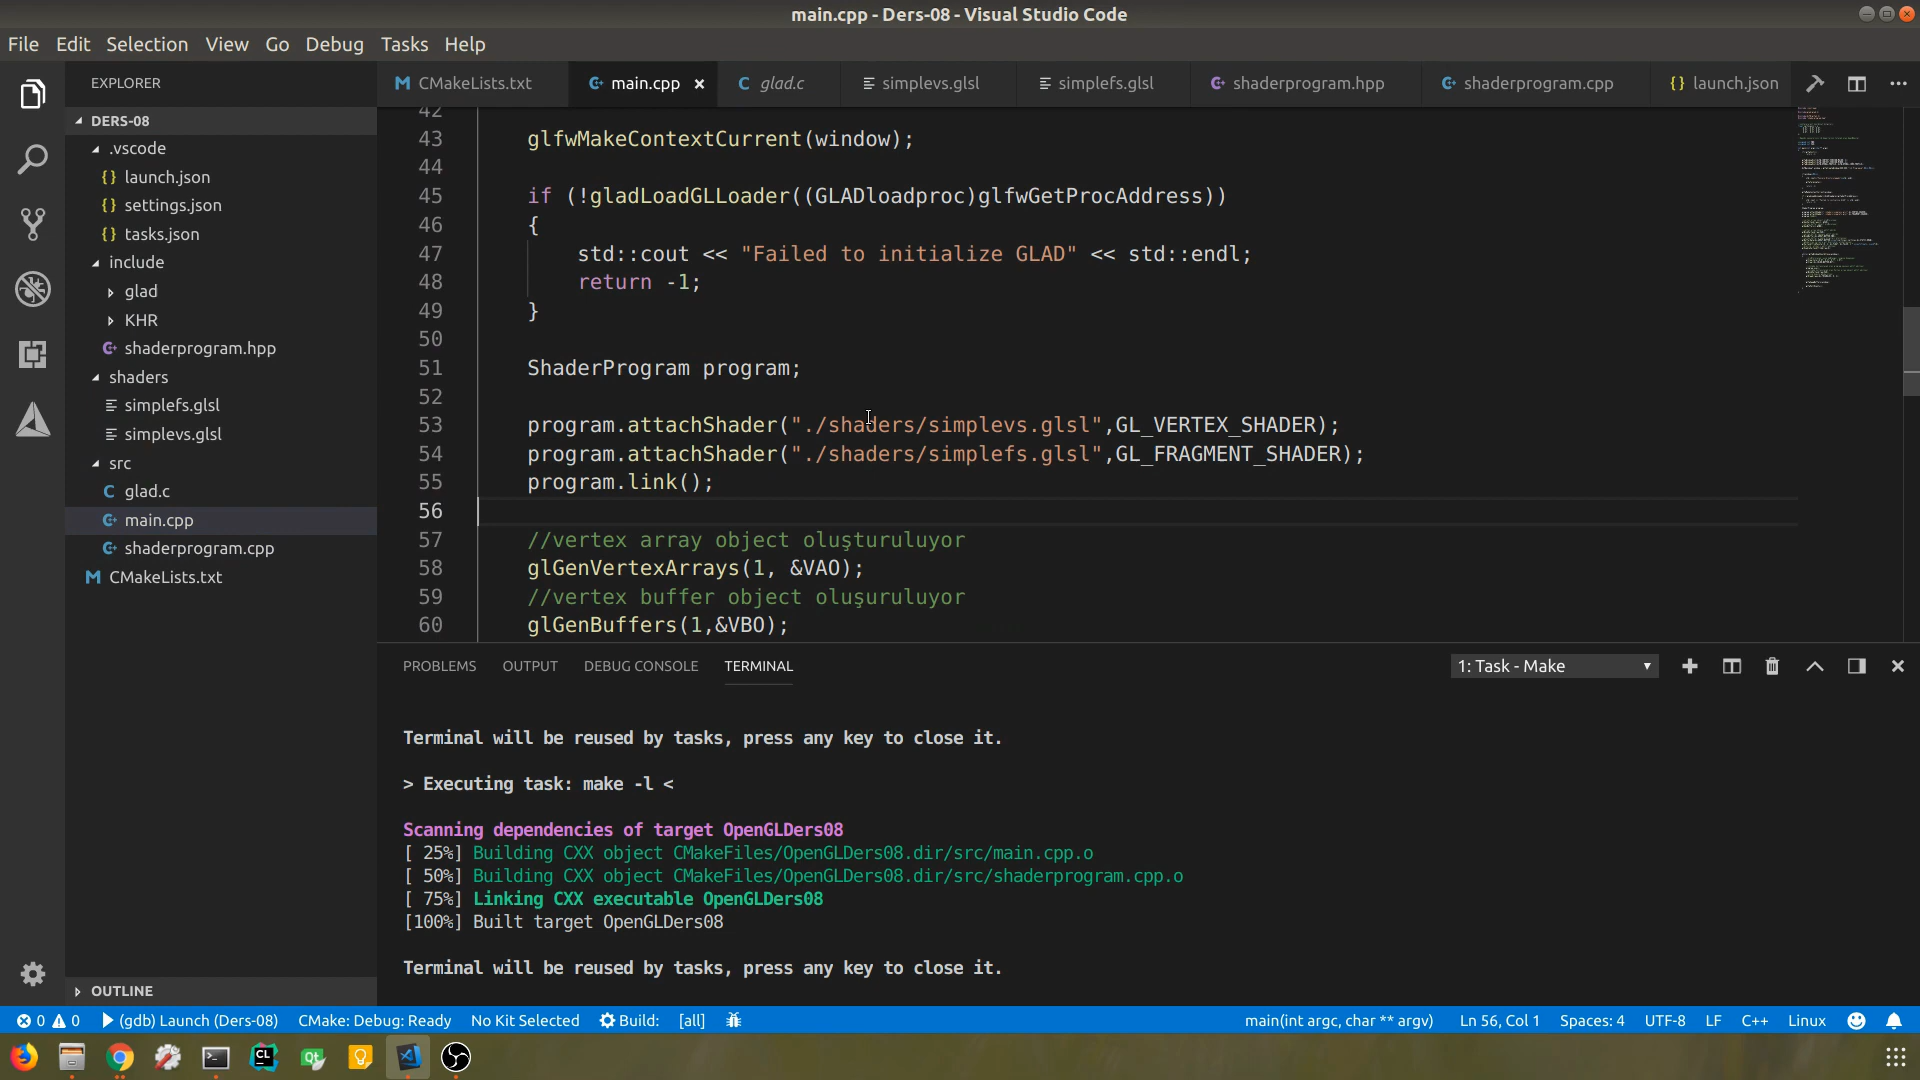 main.cpp - Ders-08 - Visual Studio Code
File Edit Selection View Go Debug Tasks Help
EXPLORER
CMakeLists.txt main.cpp glad.c simplevs.glsl simplefs.glsl shaderprogram.hpp shaderprogram.cpp launch.json
DERS-08
.vscode
launch.json
settings.json
tasks.json
include
glad
KHR
shaderprogram.hpp
shaders
simplefs.glsl
simplevs.glsl
src
glad.c
main.cpp
shaderprogram.cpp
CMakeLists.txt
OUTLINE
42
43 glfwMakeContextCurrent(window);
44
45 if (!gladLoadGLLoader((GLADloadproc)glfwGetProcAddress))
46 {
47 std::cout << "Failed to initialize GLAD" << std::endl;
48 return -1;
49 }
50
51 ShaderProgram program;
52
53 program.attachShader("./shaders/simplevs.glsl",GL_VERTEX_SHADER);
54 program.attachShader("./shaders/simplefs.glsl",GL_FRAGMENT_SHADER);
55 program.link();
56
57 //vertex array object oluşturuluyor
58 glGenVertexArrays(1, &VAO);
59 //vertex buffer object oluşuruluyor
60 glGenBuffers(1,&VBO);
PROBLEMS OUTPUT DEBUG CONSOLE TERMINAL 1: Task - Make
Terminal will be reused by tasks, press any key to close it.
> Executing task: make -l <
Scanning dependencies of target OpenGLDers08
[ 25%] Building CXX object CMakeFiles/OpenGLDers08.dir/src/main.cpp.o
[ 50%] Building CXX object CMakeFiles/OpenGLDers08.dir/src/shaderprogram.cpp.o
[ 75%] Linking CXX executable OpenGLDers08
[100%] Built target OpenGLDers08
Terminal will be reused by tasks, press any key to close it.
0 0 (gdb) Launch (Ders-08) CMake: Debug: Ready No Kit Selected Build: [all] main(int argc, char ** argv) Ln 56, Col 1 Spaces: 4 UTF-8 LF C++ Linux